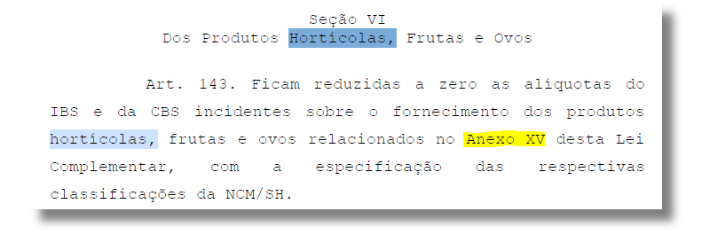 Seção VI
Dos Produtos Hortícolas, Frutas e Ovos
Art. 143. Ficam reduzidas a zero as alíquotas do
IBS e da CBS incidentes sobre o fornecimento dos produtos
hortícolas, frutas e ovos relacionados no Anexo XV desta Lei
Complementar, com a especificação das respectivas
classificações da NCM/SH.